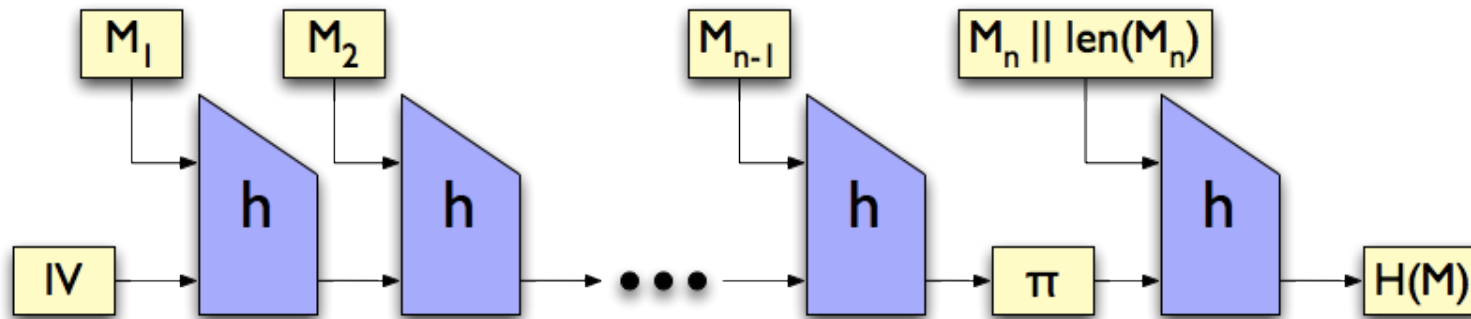 M₁
M₂
Mₙ₋₁
Mₙ || len(Mₙ)
h
h
h
h
IV
π
H(M)